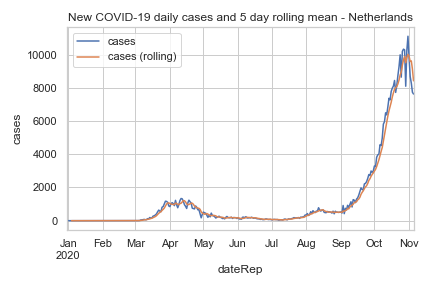 New COVID-19 daily cases and 5 day rolling mean - Netherlands
cases
cases (rolling)
10000
8000
6000
4000
2000
0
cases
Jan Feb Mar Apr May Jun Jul Aug Sep Oct Nov
2020
dateRep